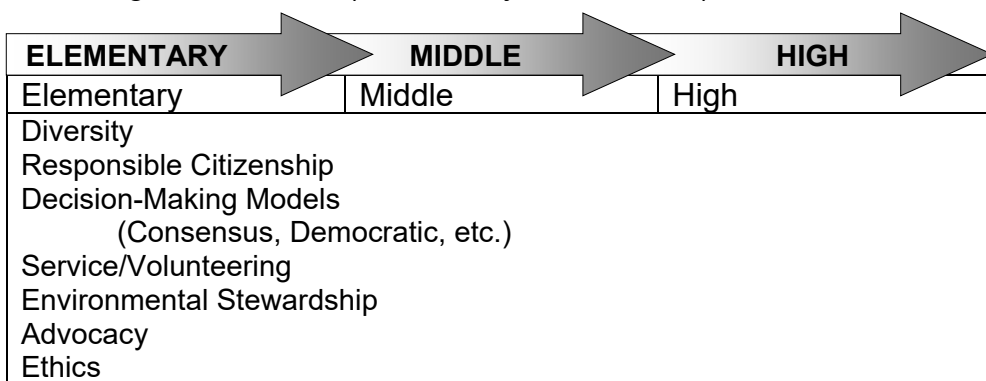 ELEMENTARY MIDDLE HIGH
Elementary Middle High
Diversity
Responsible Citizenship
Decision-Making Models
(Consensus, Democratic, etc.)
Service/Volunteering
Environmental Stewardship
Advocacy
Ethics